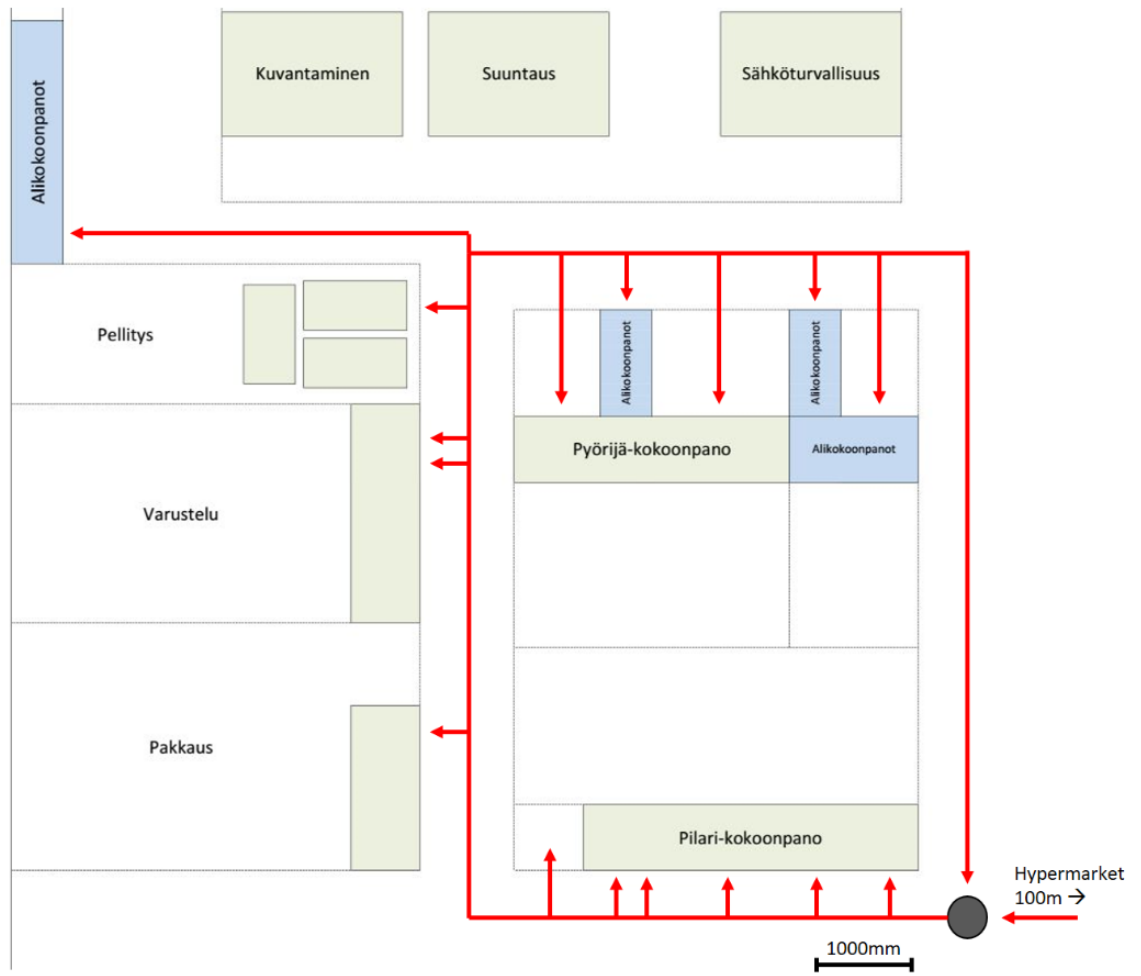 Kuvantaminen
Suuntaus
Sähköturvallisuus
Alikokoonpanot
Pellitys
Alikokoonpanot
Alikokoonpanot
Pyörijä-kokoonpano
Alikokoonpanot
Varustelu
Pakkaus
Pilari-kokoonpano
Hypermarket
100m →
1000mm